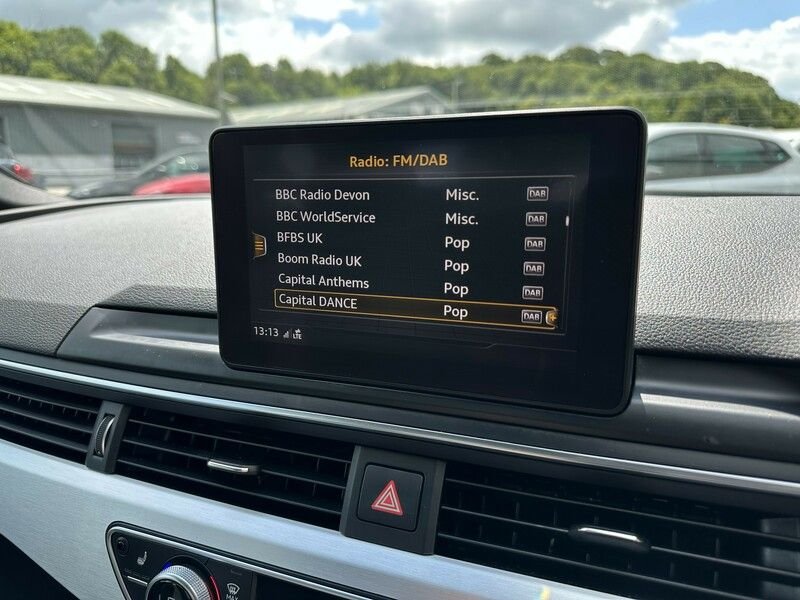 Radio: FM/DAB
BBC Radio Devon Misc. DAB
BBC WorldService Misc. DAB
BFBS UK Pop DAB
Boom Radio UK Pop DAB
Capital Anthems Pop DAB
Capital DANCE Pop DAB
13:13 LTE
MAX